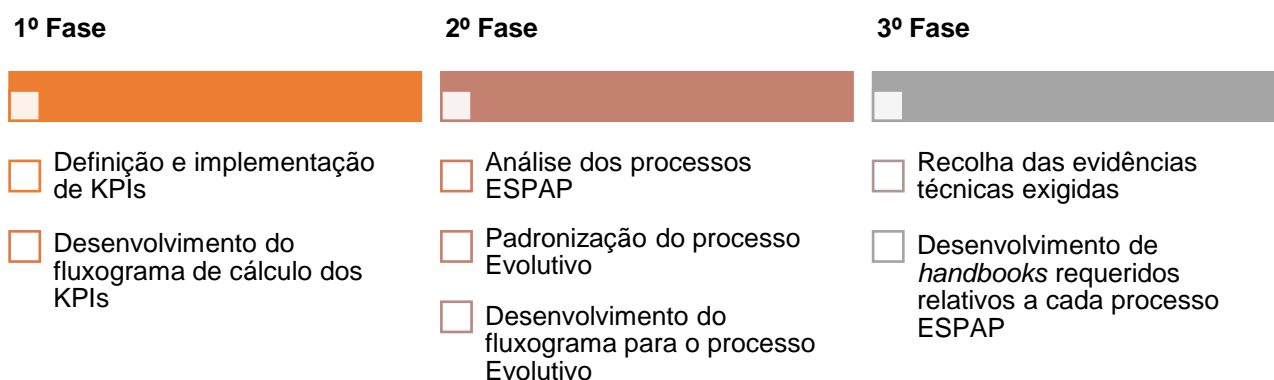 1º Fase
Definição e implementação
de KPIs
Desenvolvimento do
fluxograma de cálculo dos
KPIs
2º Fase
Análise dos processos
ESPAP
Padronização do processo
Evolutivo
Desenvolvimento do
fluxograma para o processo
Evolutivo
3º Fase
Recolha das evidências
técnicas exigidas
Desenvolvimento de
handbooks requeridos
relativos a cada processo
ESPAP